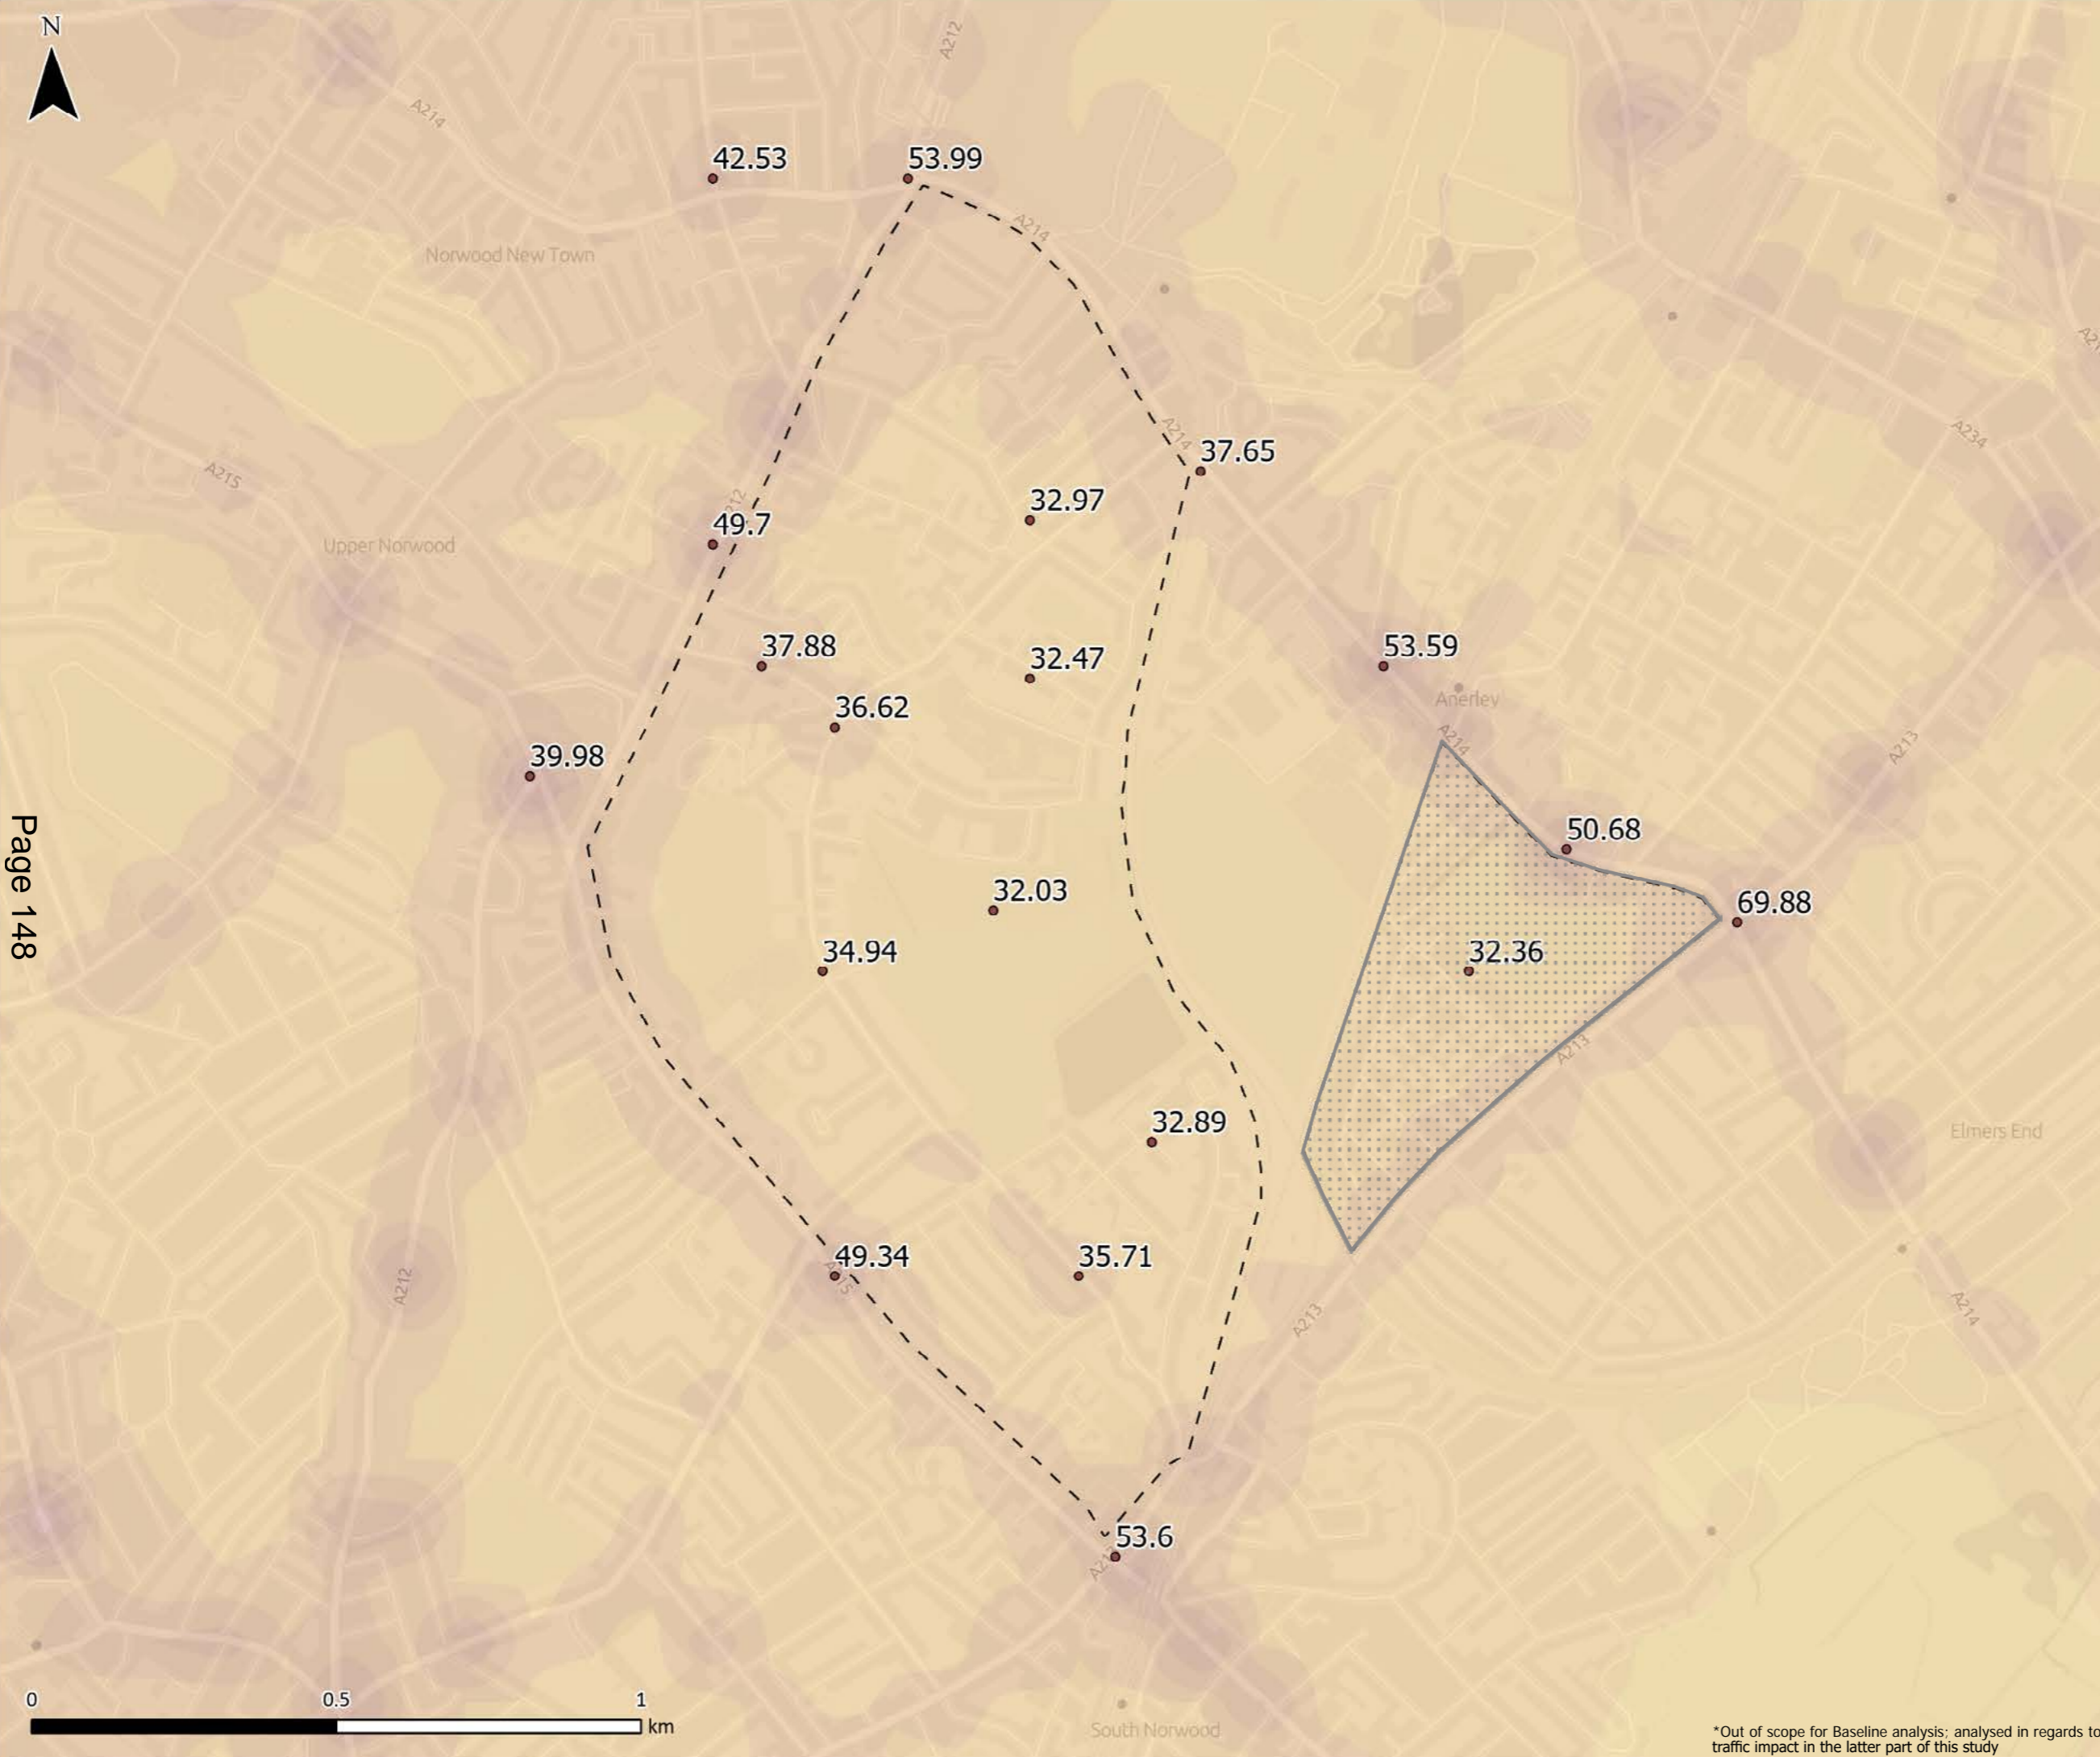 N
A212
A214
42.53
53.99
A214
Norwood New Town
A234
A214
37.65
A215
32.97
49.7
Upper Norwood
37.88
32.47
53.59
Anerley
36.62
A214
A213
39.98
50.68
Page 148
32.03
69.88
34.94
32.36
A213
32.89
Elmers End
49.34
35.71
A212
A213
A214
53.6
0
0.5
1
km
South Norwood
*Out of scope for Baseline analysis; analysed in regards to
traffic impact in the latter part of this study